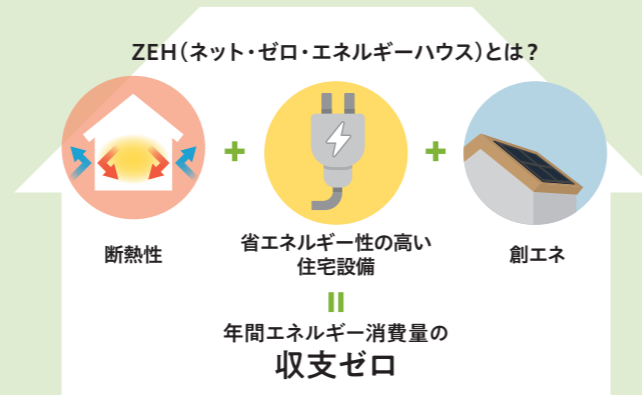 ZEH(ネット・ゼロ・エネルギーハウス)とは?
+
+
断熱性
省エネルギー性の高い
住宅設備
創エネ
=
年間エネルギー消費量の
収支ゼロ